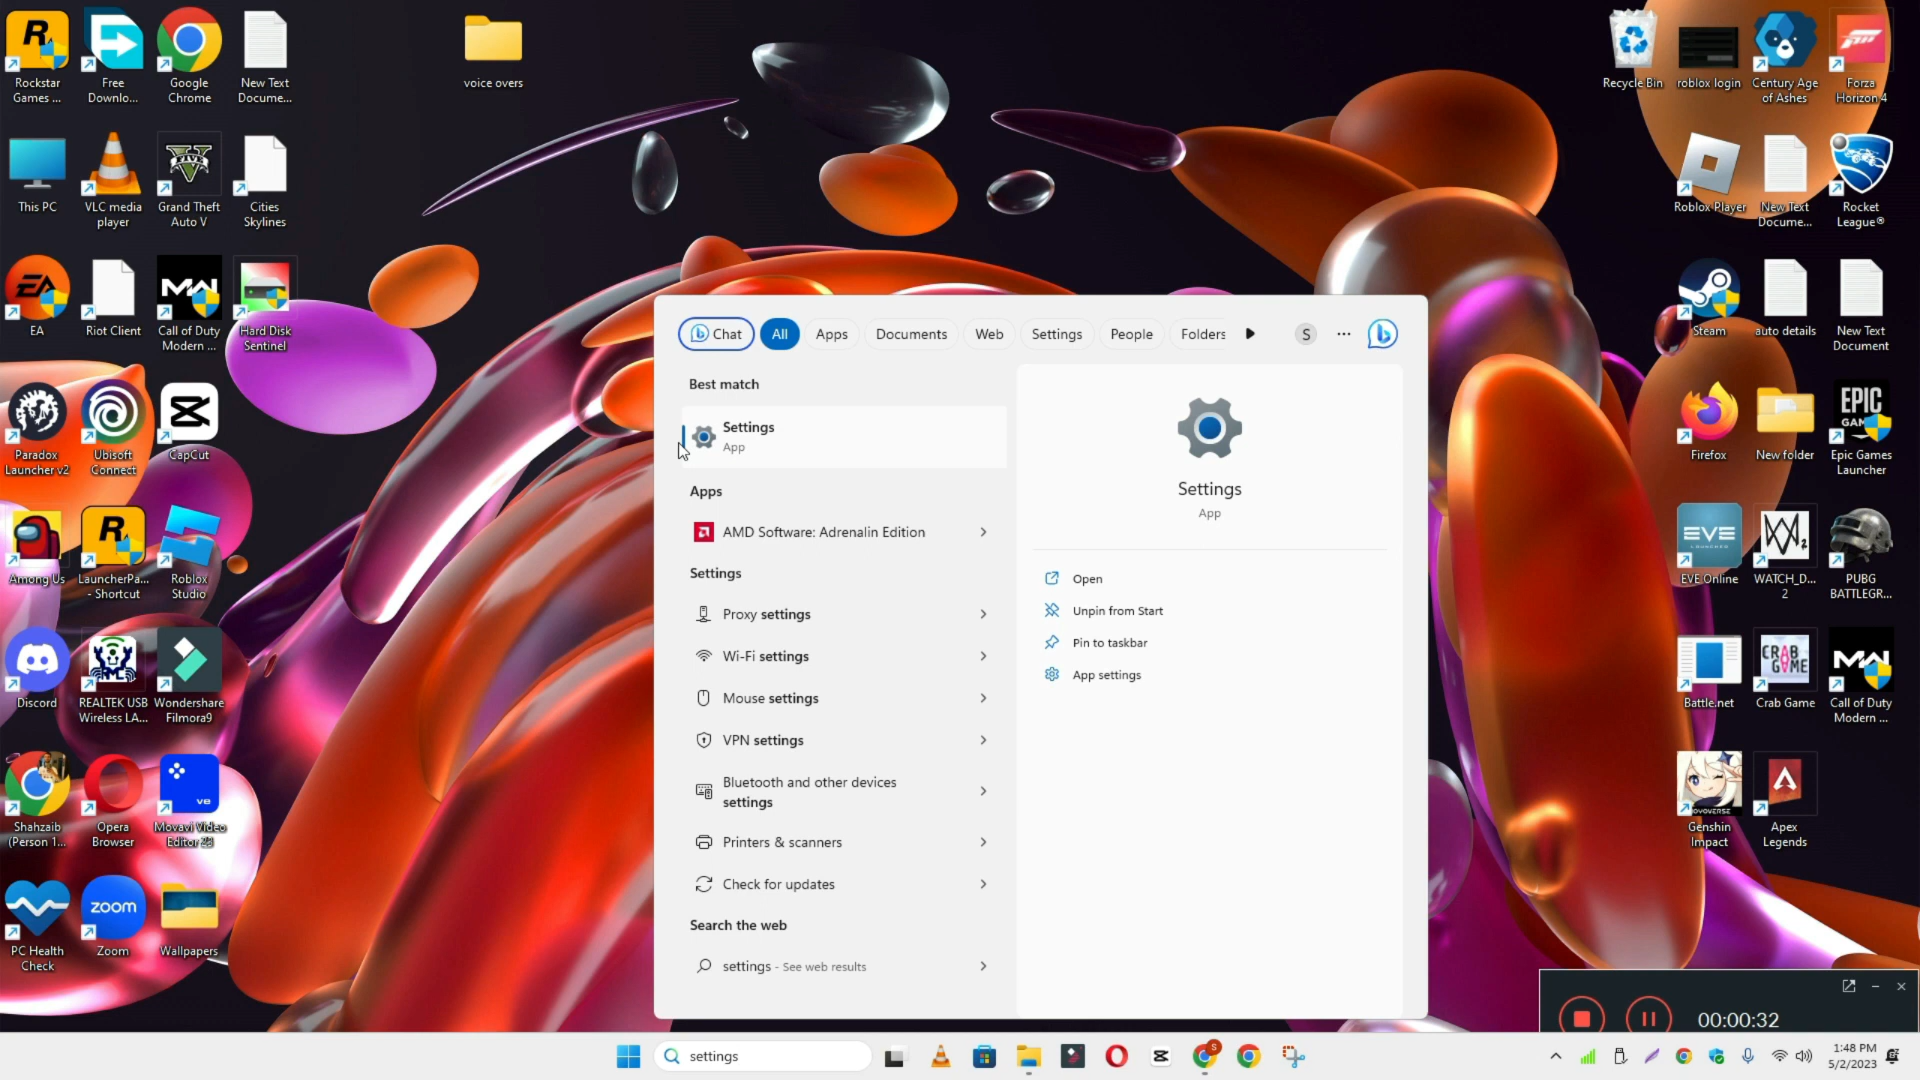 Rockstar
Games ...
Free
Downlo...
Google
Chrome
New Text
Docume...
voice overs
Recycle Bin
roblox login
Century Age
of Ashes
Forza
Horizon 4
This PC
VLC media
player
Grand Theft
Auto V
Cities
Skylines
Roblox Player
New Text
Docume...
Rocket
League®
EA
Riot Client
Call of Duty
Modern ...
Hard Disk
Sentinel
Steam
auto details
New Text
Document
Paradox
Launcher v2
Ubisoft
Connect
CapCut
Firefox
New folder
Epic Games
Launcher
Among Us
LauncherPa...
- Shortcut
Roblox
Studio
EVE Online
WATCH_D...
2
PUBG
BATTLEGR...
Discord
REALTEK USB
Wireless LA...
Wondershare
Filmora9
Battle.net
Crab Game
Call of Duty
Modern ...
Shahzaib
(Person 1...
Opera
Browser
Movavi Video
Editor 23
Genshin
Impact
Apex
Legends
PC Health
Check
zoom
Zoom
Wallpapers
Chat
All
Apps
Documents
Web
Settings
People
Folders
S
Best match
Settings
App
Apps
AMD Software: Adrenalin Edition
Settings
Proxy settings
Wi-Fi settings
Mouse settings
VPN settings
Bluetooth and other devices
settings
Printers & scanners
Check for updates
Search the web
settings - See web results
Settings
App
Open
Unpin from Start
Pin to taskbar
App settings
00:00:32
settings
1:48 PM
5/2/2023